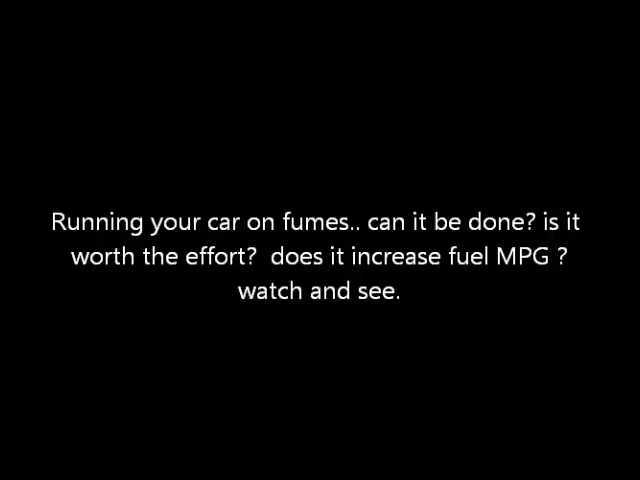 Running your car on fumes.. can it be done? is it
worth the effort?  does it increase fuel MPG ?
watch and see.